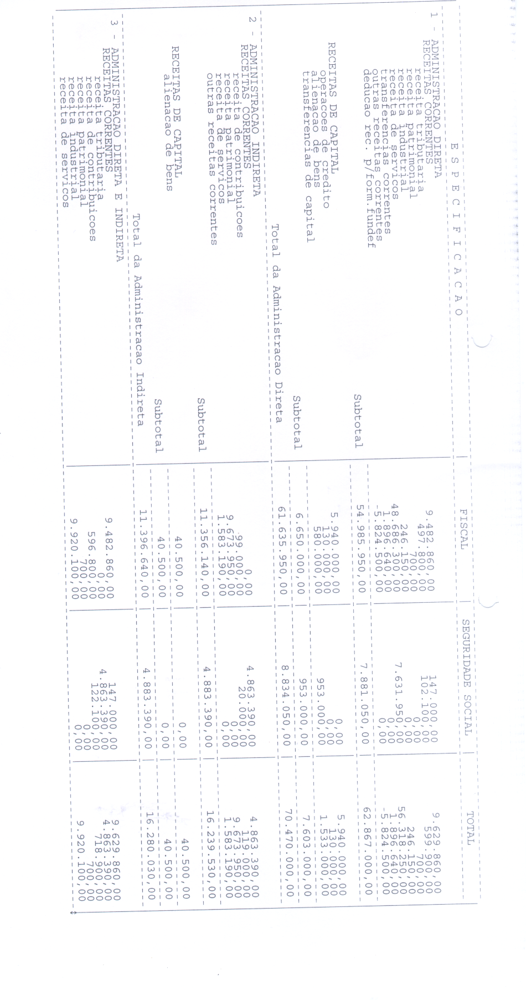 E S P E C I F I C A C A O | FISCAL | SEGURIDADE SOCIAL | TOTAL
1 - ADMINISTRACAO DIRETA
RECEITAS CORRENTES
receita tributaria 9.482.860,00 147.000,00 9.629.860,00
receita patrimonial 497.800,00 102.100,00 599.900,00
receita industrial 700,00 0,00 700,00
receita de servicos 246.150,00 0,00 246.150,00
transferencias correntes 48.686.300,00 7.631.950,00 56.318.250,00
outras receitas correntes 1.896.640,00 0,00 1.896.640,00
deducao rec. p/form.fundef -5.824.500,00 0,00 -5.824.500,00
Subtotal 54.985.950,00 | 7.881.050,00 | 62.867.000,00
RECEITAS DE CAPITAL
operacoes de credito 5.940.000,00 0,00 5.940.000,00
alienacao de bens 130.000,00 0,00 130.000,00
transferencias de capital 580.000,00 953.000,00 1.533.000,00
Subtotal 6.650.000,00 | 953.000,00 | 7.603.000,00
Total da Administracao Direta 61.635.950,00 | 8.834.050,00 | 70.470.000,00
2 - ADMINISTRACAO INDIRETA
RECEITAS CORRENTES
receita de contribuicoes 0,00 4.863.390,00 4.863.390,00
receita patrimonial 99.000,00 20.000,00 119.000,00
receita de servicos 9.673.950,00 0,00 9.673.950,00
outras receitas correntes 1.583.190,00 0,00 1.583.190,00
Subtotal 11.356.140,00 | 4.883.390,00 | 16.239.530,00
RECEITAS DE CAPITAL
alienacao de bens 40.500,00 0,00 40.500,00
Subtotal 40.500,00 | 0,00 | 40.500,00
Total da Administracao Indireta 11.396.640,00 | 4.883.390,00 | 16.280.030,00
3 - ADMINISTRACAO DIRETA E INDIRETA
RECEITAS CORRENTES
receita tributaria 9.482.860,00 147.000,00 9.629.860,00
receita de contribuicoes 0,00 4.863.390,00 4.863.390,00
receita patrimonial 596.800,00 122.100,00 718.900,00
receita industrial 700,00 0,00 700,00
receita de servicos 9.920.100,00 0,00 9.920.100,00